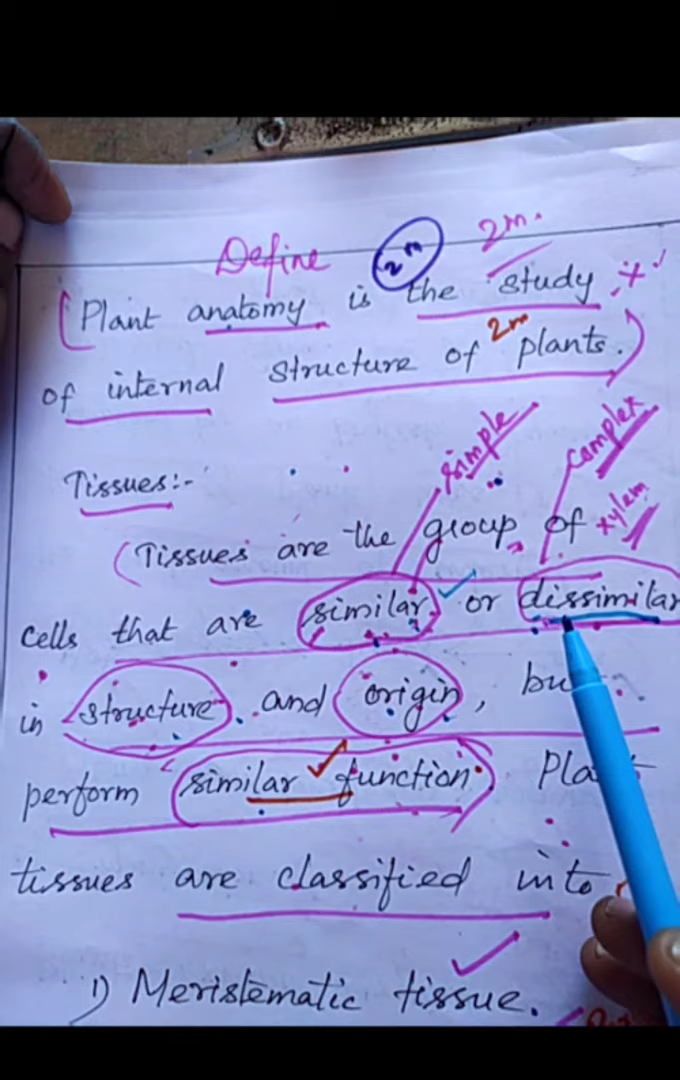 Define 2m 2m.
(Plant anatomy is the study
2m
of internal structure of plants.)
simple complex
Tissues:-
xylem
(Tissues are the group of
cells that are similar or dissimilar
in structure and origin, but
perform similar function. Plant
tissues are classified into
1) Meristematic tissue.